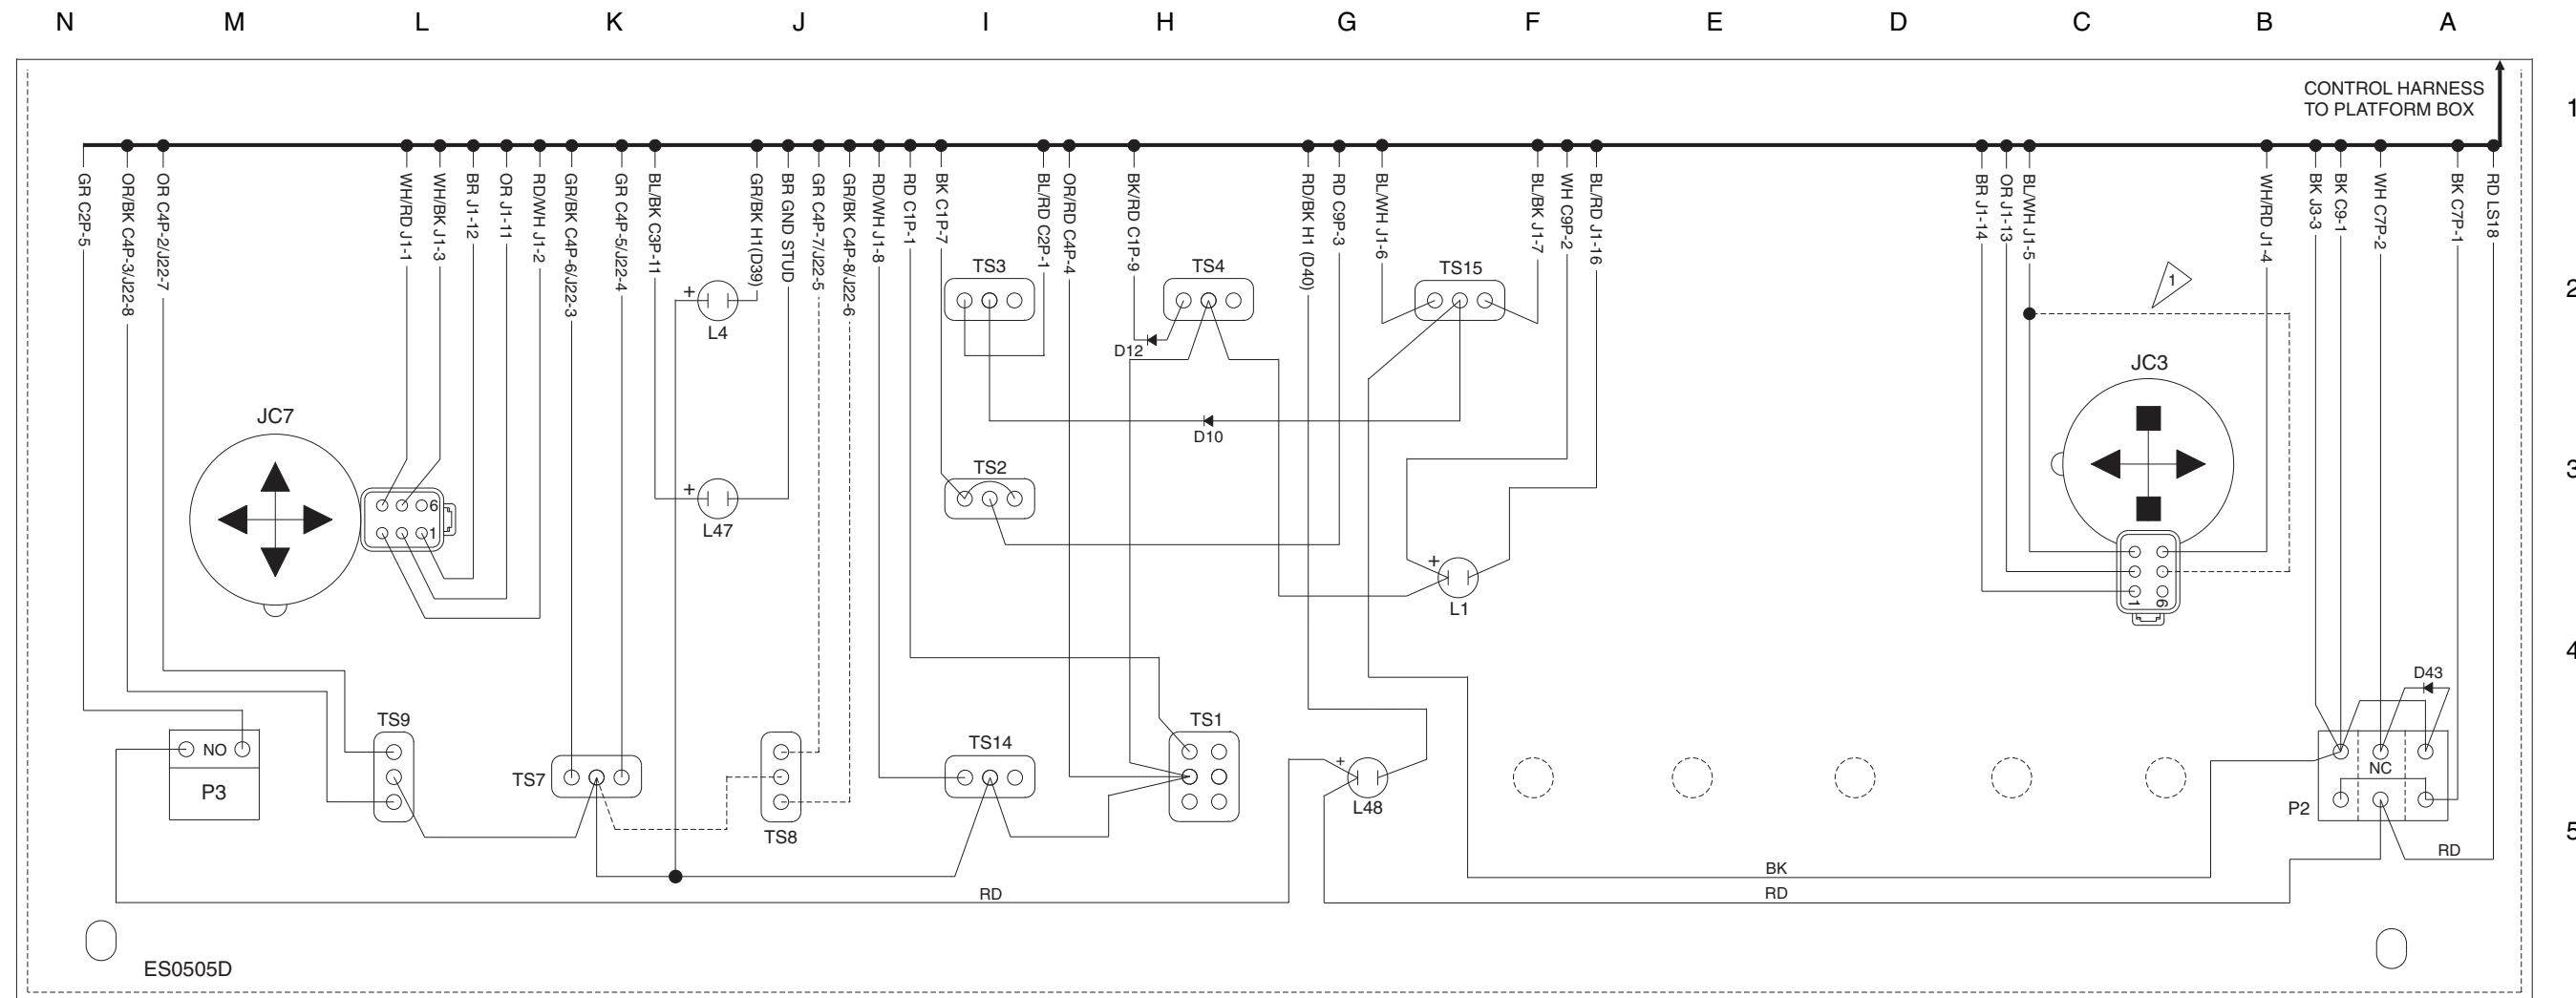 N M L K J I H G F E D C B A
CONTROL HARNESS
TO PLATFORM BOX
1
GR C2P-5
OR/BK C4P-3/J22-8
OR C4P-2/J22-7
WH/RD J1-1
WH/BK J1-3
BR J1-12
OR J1-11
RD/WH J1-2
GR/BK C4P-6/J22-3
GR C4P-5/J22-4
BL/BK C3P-11
GR/BK H1(D39)
BR GND STUD
GR C4P-7/J22-5
GR/BK C4P-8/J22-6
RD/WH J1-8
RD C1P-1
BK C1P-7
BL/RD C2P-1
OR/RD C4P-4
BK/RD C1P-9
RD/BK H1 (D40)
RD C9P-3
BL/WH J1-6
BL/BK J1-7
WH C9P-2
BL/RD J1-16
BR J1-14
OR J1-13
BL/WH J1-5
WH/RD J1-4
BK J3-3
BK C9-1
WH C7P-2
BK C7P-1
RD LS18
TS3
TS4
TS15
1
2
+
L4
D12
JC3
JC7
D10
TS2
3
+
L47
6
1
+
L1
1
6
4
D43
TS9
TS14
TS1
NO
TS7
+
NC
P3
L48
P2
TS8
5
RD
BK
RD
RD
ES0505D